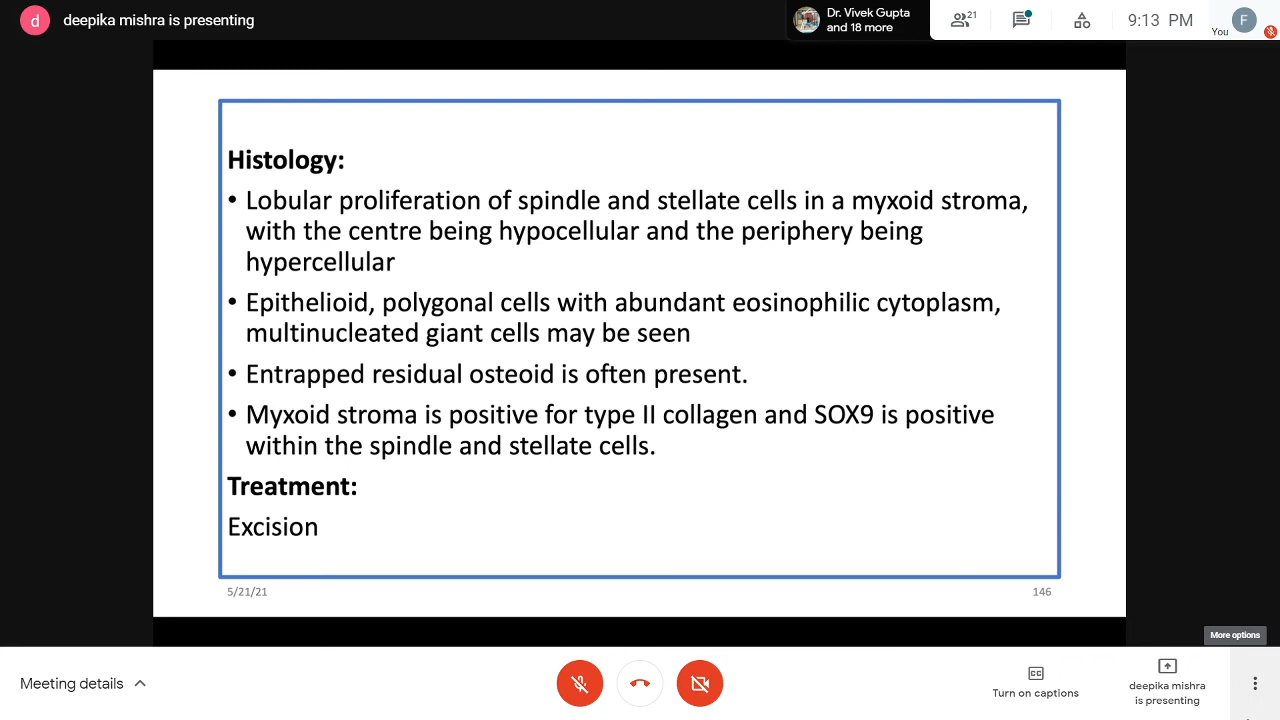 d deepika mishra is presenting
Dr. Vivek Gupta
and 18 more
21
9:13 PM
F
You
Histology:
• Lobular proliferation of spindle and stellate cells in a myxoid stroma,
with the centre being hypocellular and the periphery being
hypercellular
• Epithelioid, polygonal cells with abundant eosinophilic cytoplasm,
multinucleated giant cells may be seen
• Entrapped residual osteoid is often present.
• Myxoid stroma is positive for type II collagen and SOX9 is positive
within the spindle and stellate cells.
Treatment:
Excision
5/21/21
146
More options
Meeting details
CC
Turn on captions
deepika mishra
is presenting